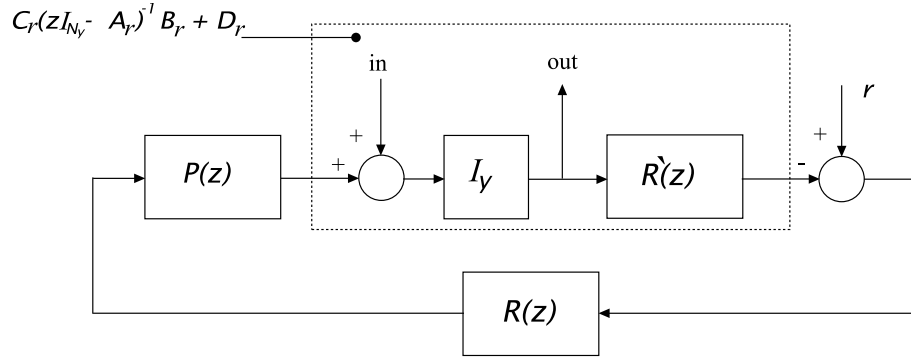 C_r(zI_{N_y} - A_r)^{-1} B_r + D_r
in
out
r
+
+
+
-
P(z)
I_y
R`(z)
R(z)